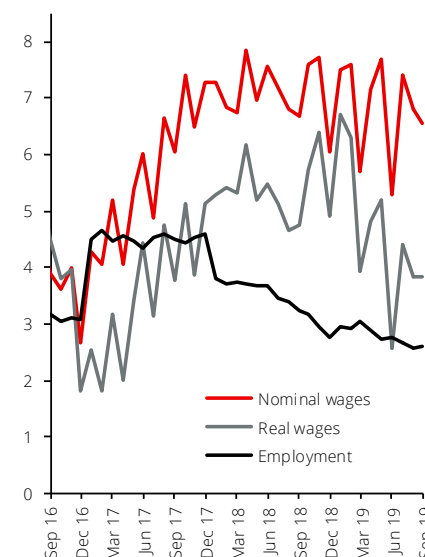 8
7
6
5
4
3
2
1
0
Nominal wages
Real wages
Employment
Sep 16
Dec 16
Mar 17
Jun 17
Sep 17
Dec 17
Mar 18
Jun 18
Sep 18
Dec 18
Mar 19
Jun 19
Sep 19